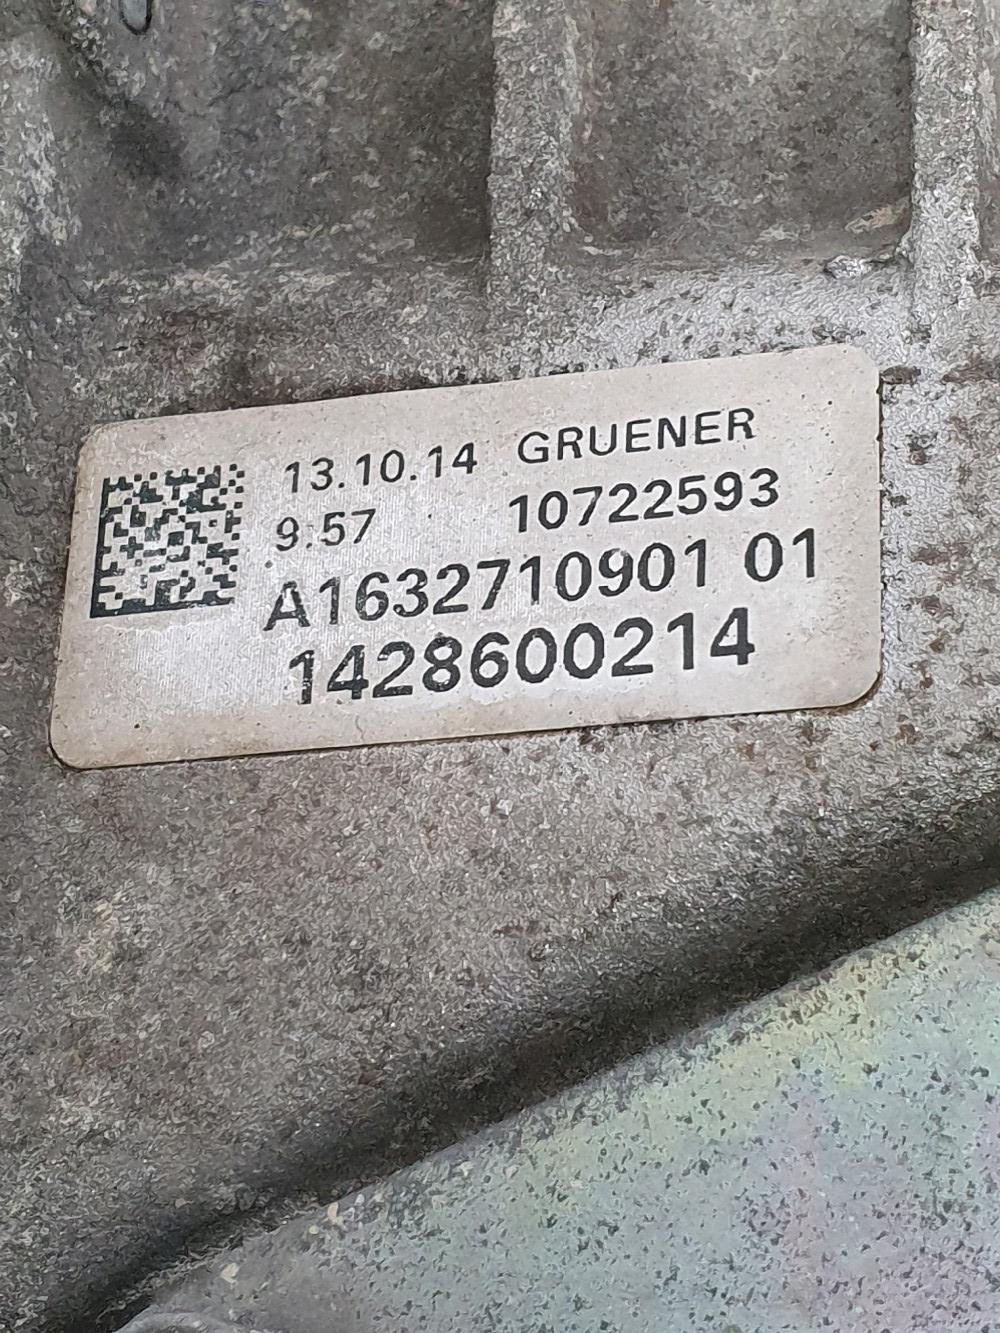 13.10.14 GRUENER
9:57 10722593
A1632710901 01
1428600214